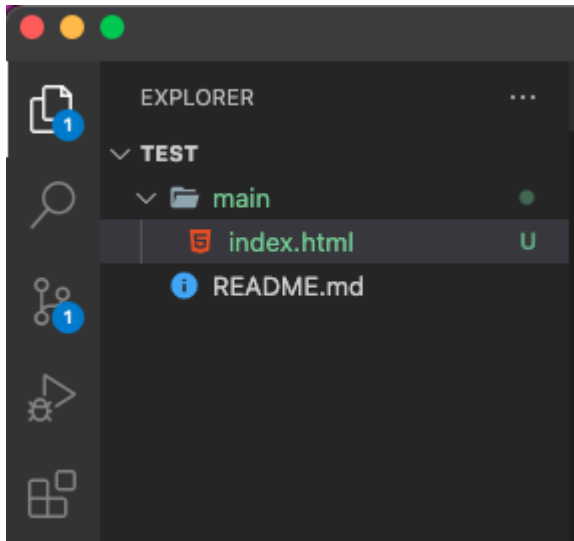 EXPLORER
1
TEST
main
index.html U
README.md
1